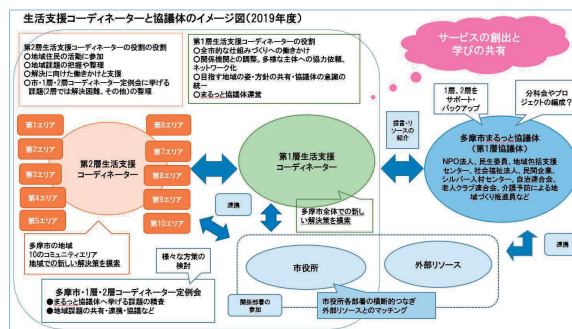 生活支援コーディネーターと協議体のイメージ図(2019年度)
第2層生活支援コーディネーターの役割の役割
〇地域住民の活動に参加
〇地域課題の把握や整理
〇解決に向けた働きかけと支援
〇市・1層・2層コーディネーター定例会に挙げる
課題(2層では解決困難、その他)の整理
第1層生活支援コーディネーターの役割
〇全市的な仕組みづくりへの働きかけ
〇関係機関との調整、多様な主体への協力依頼、
ネットワーク化
〇目指す地域の姿・方針の共有・協議体の意識の
統一
〇まるっと協議体運営
サービスの創出と
学びの共有
1層、2層を
サポート・
バックアップ
分科会やプロ
ジェクトの編成?
第1エリア
第2エリア
第3エリア
第4エリア
第5エリア
第6エリア
第7エリア
第8エリア
第9エリア
第10エリア
第2層生活支援
コーディネーター
第1層生活支援
コーディネーター
提言・リ
ソースの
紹介
多摩市まるっと協議体
(第1層協議体)
NPO法人、民生委員、地域包括支援
センター、社会福祉法人、民間企業、
シルバー人材センター、自治連合会、
老人クラブ連合会、介護予防による地
域づくり推進員など
連携
多摩市全体での新し
い解決策を模索
多摩市の地域
10のコミュニティエリア
地域での新しい解決策を模索
様々な方策の
検討
市役所
外部リソース
連携
多摩市・1層・2層コーディネーター定例会
●まるっと協議体へ挙げる課題の精査
●地域課題の共有・連携・協議など
関係部署の
参加
市役所各部署の横断的つなぎ
外部リソースとのマッチング